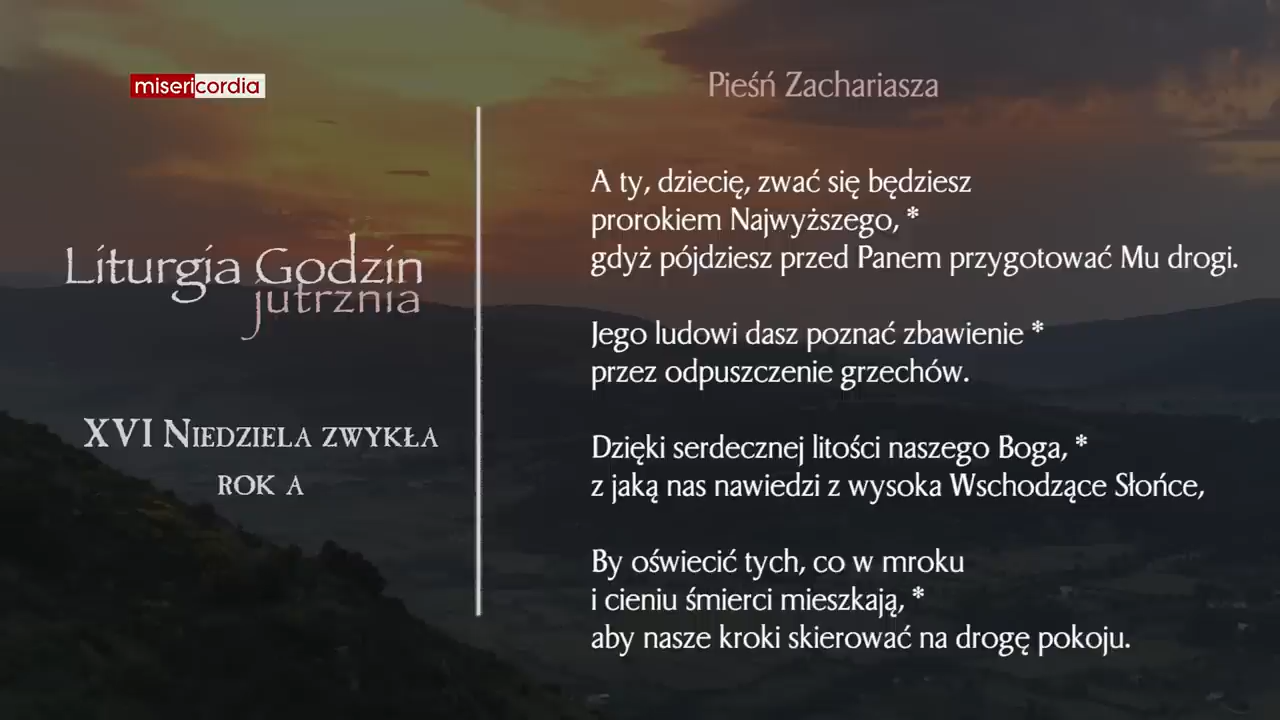 misericordia
Liturgia Godzin
jutrznia
XVI Niedziela zwykła
rok A
Pieśń Zachariasza
A ty, dziecię, zwać się będziesz
prorokiem Najwyższego, *
gdyż pójdziesz przed Panem przygotować Mu drogi.
Jego ludowi dasz poznać zbawienie *
przez odpuszczenie grzechów.
Dzięki serdecznej litości naszego Boga, *
z jaką nas nawiedzi z wysoka Wschodzące Słońce,
By oświecić tych, co w mroku
i cieniu śmierci mieszkają, *
aby nasze kroki skierować na drogę pokoju.